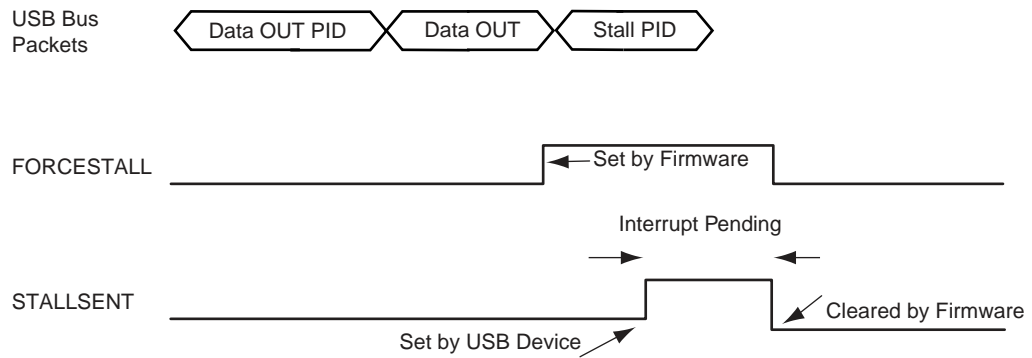 USB Bus
Packets
Data OUT PID
Data OUT
Stall PID
FORCESTALL
Set by Firmware
Interrupt Pending
STALLSENT
Cleared by Firmware
Set by USB Device